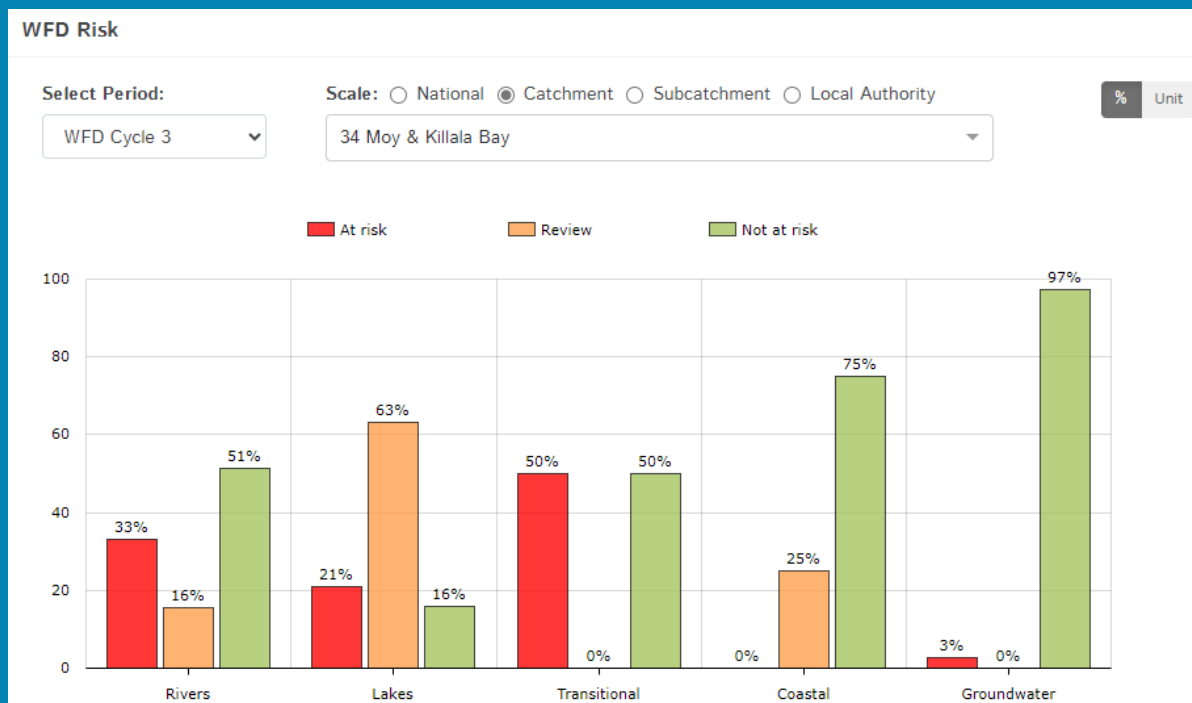 WFD Risk
Select Period:
Scale: National Catchment Subcatchment Local Authority
% Unit
WFD Cycle 3
34 Moy & Killala Bay
At risk Review Not at risk
100
97%
80
75%
63%
60
51%
50%
50%
40
33%
25%
21%
20
16%
16%
0%
0%
3%
0%
0
Rivers Lakes Transitional Coastal Groundwater